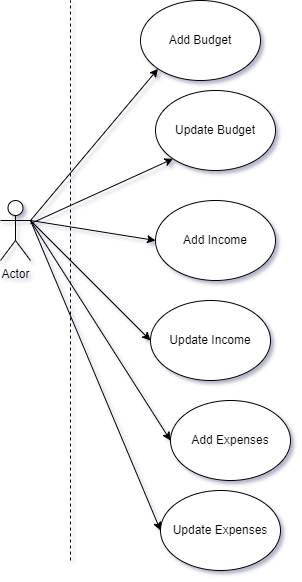 Add Budget
Update Budget
Actor
Add Income
Update Income
Add Expenses
Update Expenses